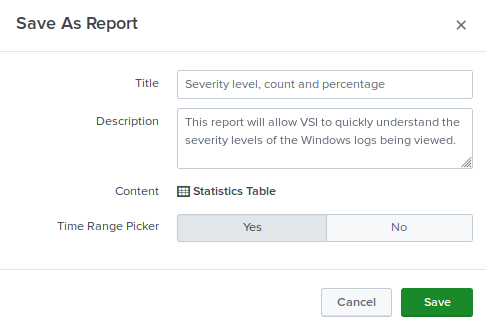 Save As Report ×
Title Severity level, count and percentage
Description This report will allow VSI to quickly understand the
severity levels of the Windows logs being viewed.
Content Statistics Table
Time Range Picker Yes No
Cancel Save